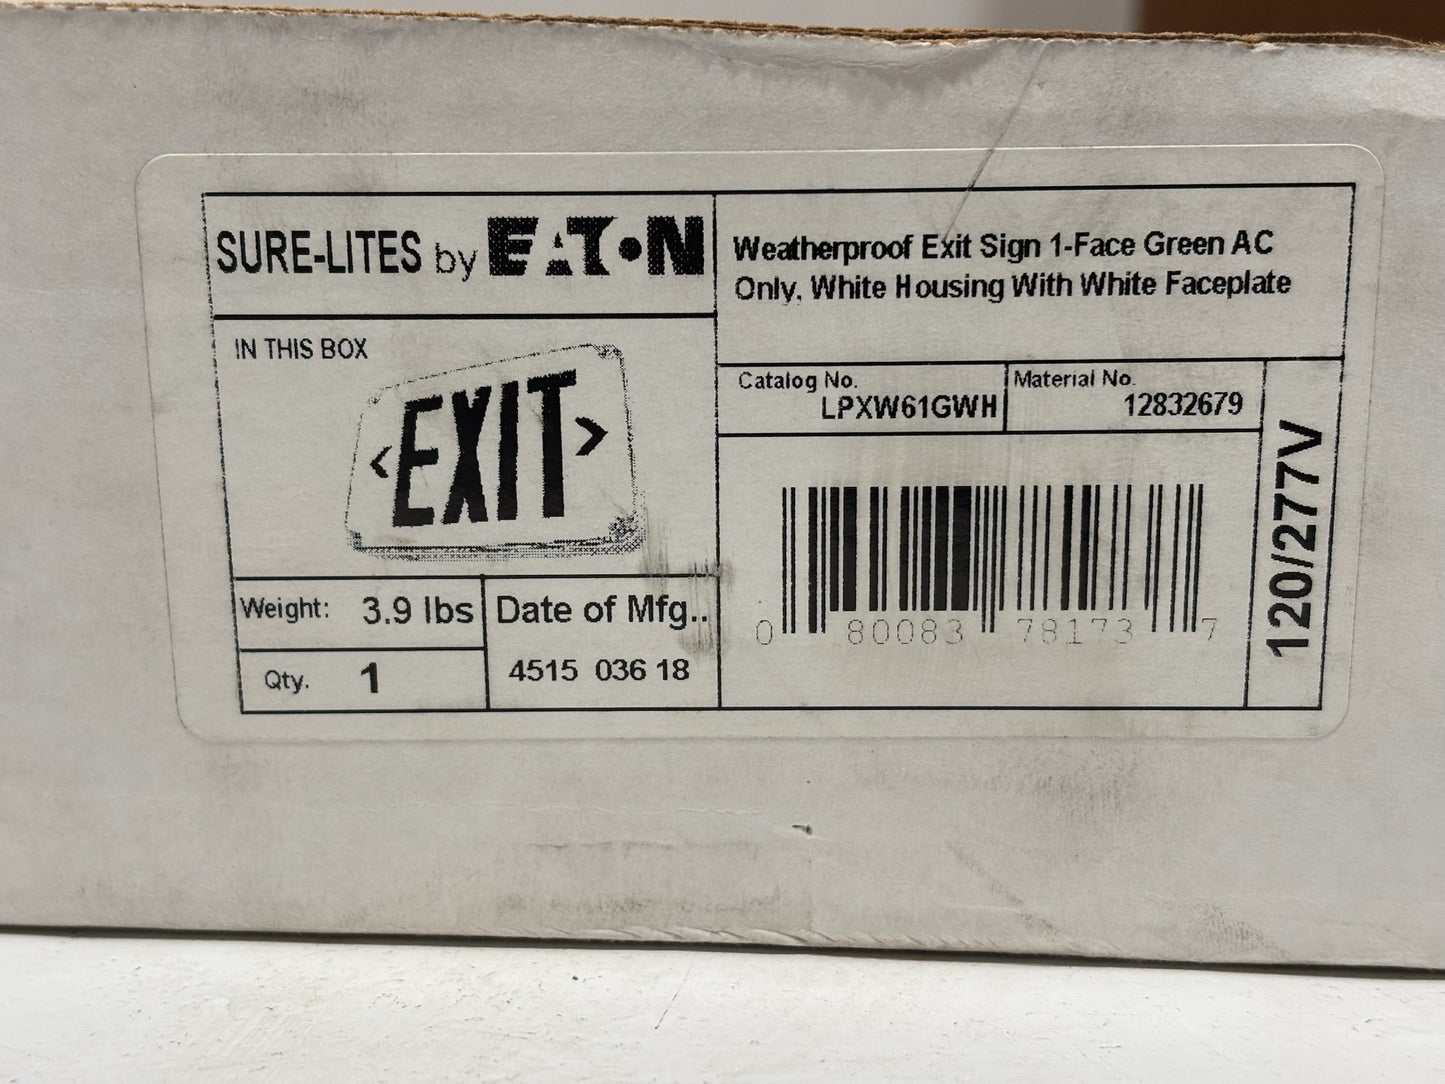 SURE-LITES by EATON
Weatherproof Exit Sign 1-Face Green AC
Only, White Housing With White Faceplate
IN THIS BOX
<EXIT>
Catalog No.
LPXW61GWH
Material No.
12832679
120/277V
0 80083 78173 7
Weight: 3.9 lbs
Qty. 1
Date of Mfg..
4515 036 18